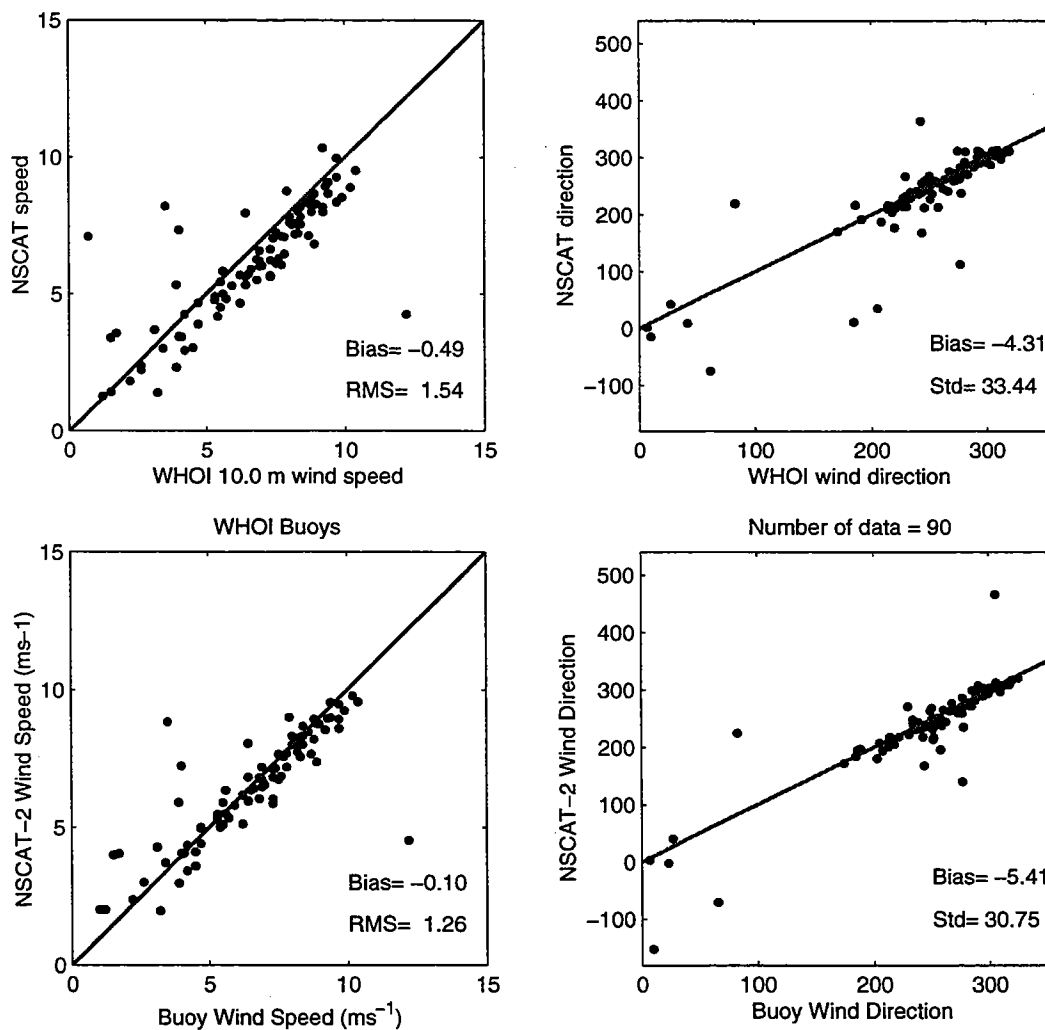 15
10
5
0
NSCAT speed
Bias= −0.49
RMS= 1.54
0 5 10 15
WHOI 10.0 m wind speed
500
400
300
200
100
0
−100
NSCAT direction
Bias= −4.31
Std= 33.44
0 100 200 300
WHOI wind direction
WHOI Buoys
15
10
5
0
NSCAT−2 Wind Speed (ms−1)
Bias= −0.10
RMS= 1.26
0 5 10 15
Buoy Wind Speed (ms⁻¹)
Number of data = 90
500
400
300
200
100
0
−100
NSCAT−2 Wind Direction
Bias= −5.41
Std= 30.75
0 100 200 300
Buoy Wind Direction